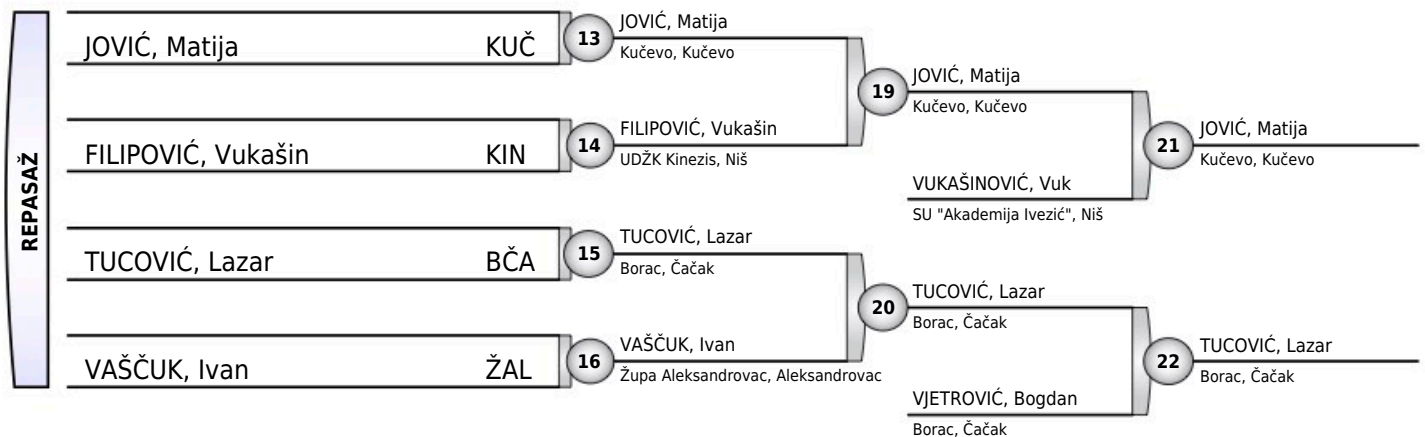 REPASAŽ
JOVIĆ, Matija KUČ
13
JOVIĆ, Matija
Kučevo, Kučevo
FILIPOVIĆ, Vukašin KIN
14
FILIPOVIĆ, Vukašin
UDŽK Kinezis, Niš
19
JOVIĆ, Matija
Kučevo, Kučevo
VUKAŠINOVIĆ, Vuk
SU "Akademija Ivezić", Niš
21
JOVIĆ, Matija
Kučevo, Kučevo
TUCOVIĆ, Lazar BČA
15
TUCOVIĆ, Lazar
Borac, Čačak
VAŠČUK, Ivan ŽAL
16
VAŠČUK, Ivan
Župa Aleksandrovac, Aleksandrovac
20
TUCOVIĆ, Lazar
Borac, Čačak
VJETROVIĆ, Bogdan
Borac, Čačak
22
TUCOVIĆ, Lazar
Borac, Čačak